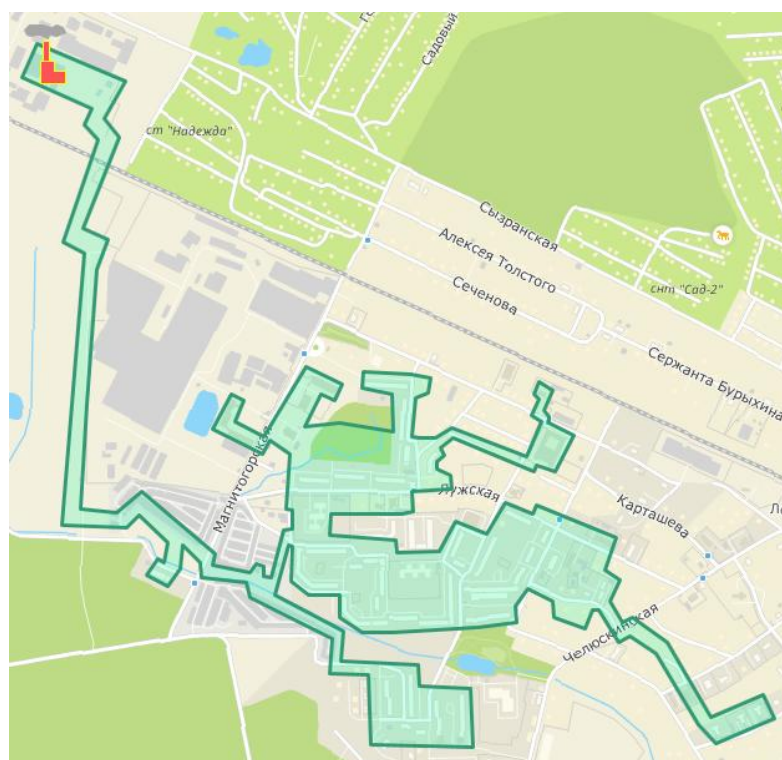 Садовый
ст "Надежда"
Сызранская
Алексея Толстого
Сеченова
снт "Сад-2"
Сержанта Бурыхина
Магнитогорская
Лужская
Карташева
Челюскинская